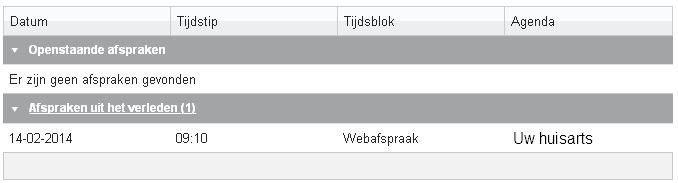 Datum Tijdstip Tijdsblok Agenda
Openstaande afspraken
Er zijn geen afspraken gevonden
Afspraken uit het verleden (1)
14-02-2014 09:10 Webafspraak Uw huisarts